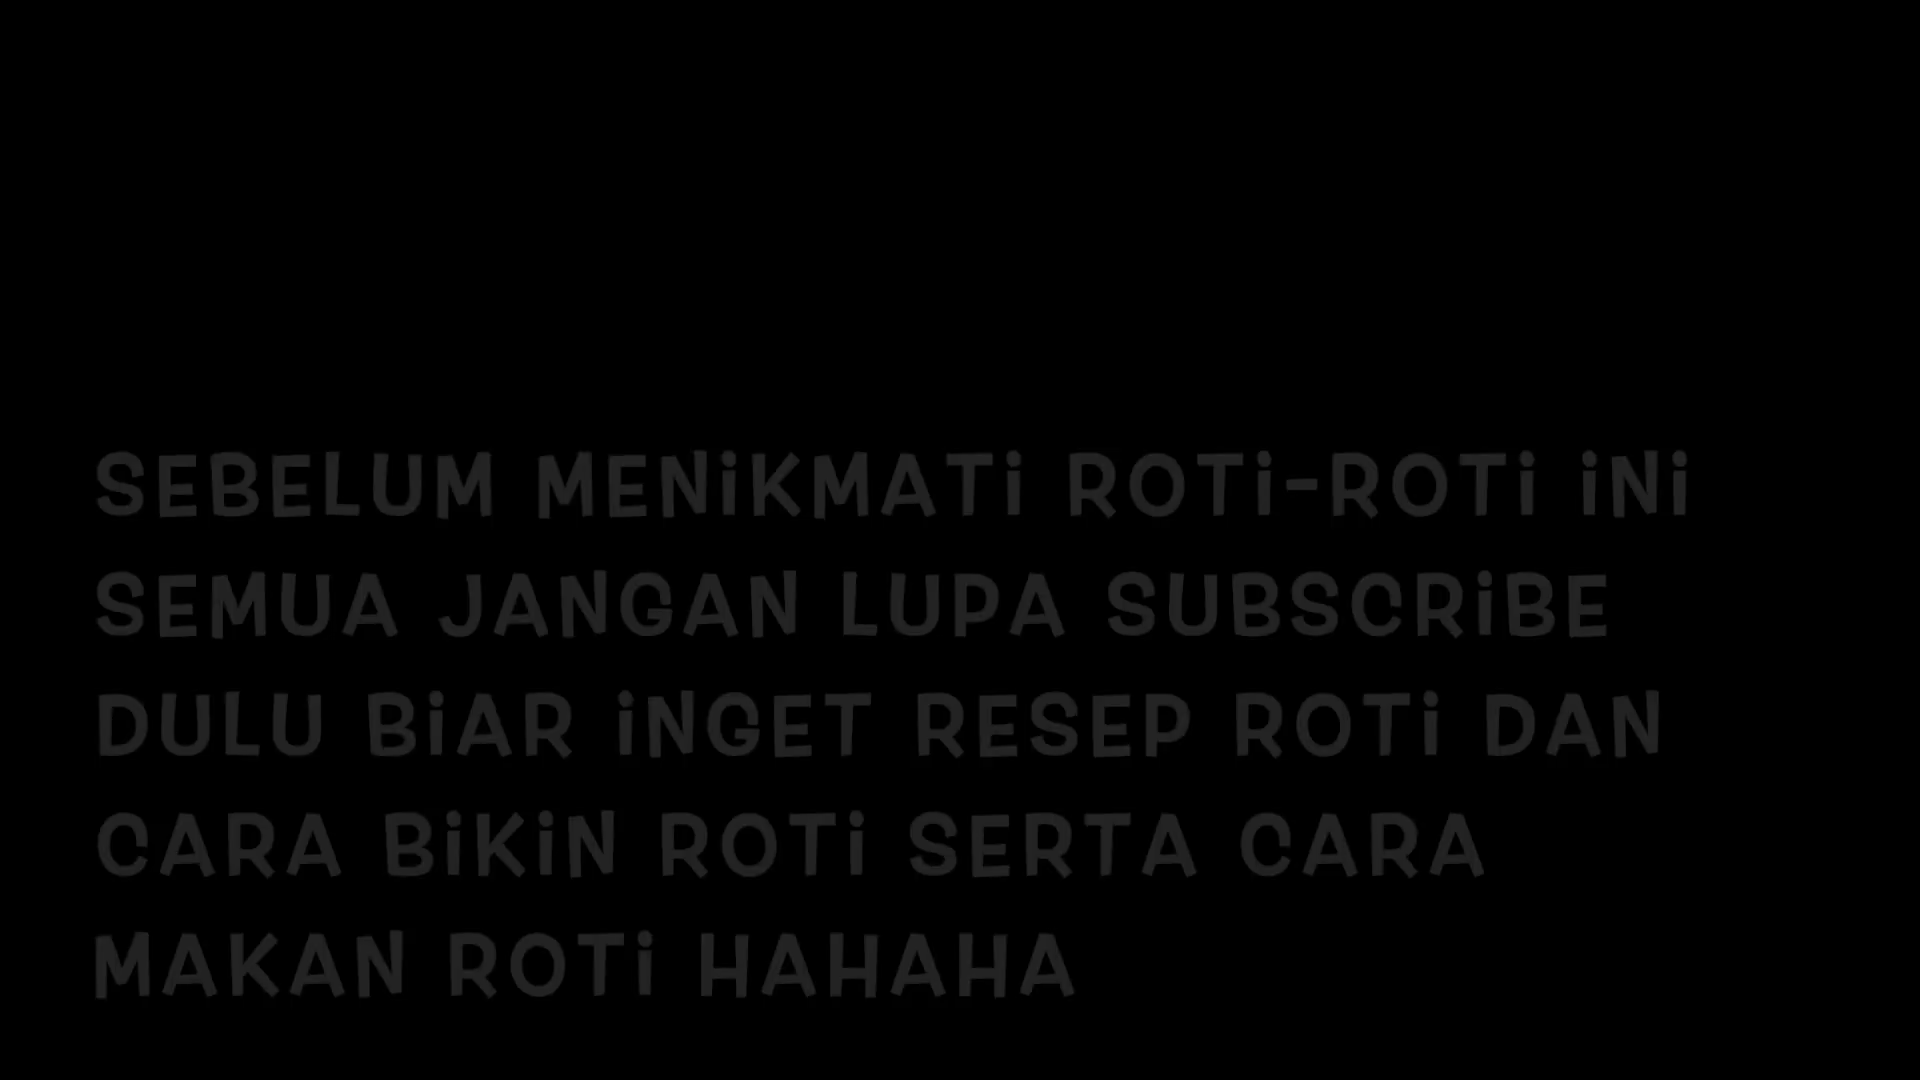 SEBELUM MENiKMATi ROTi-ROTi iNi
SEMUA JANGAN LUPA SUBSCRiBE
DULU BiAR iNGET RESEP ROTi DAN
CARA BiKiN ROTi SERTA CARA
MAKAN ROTi HAHAHA